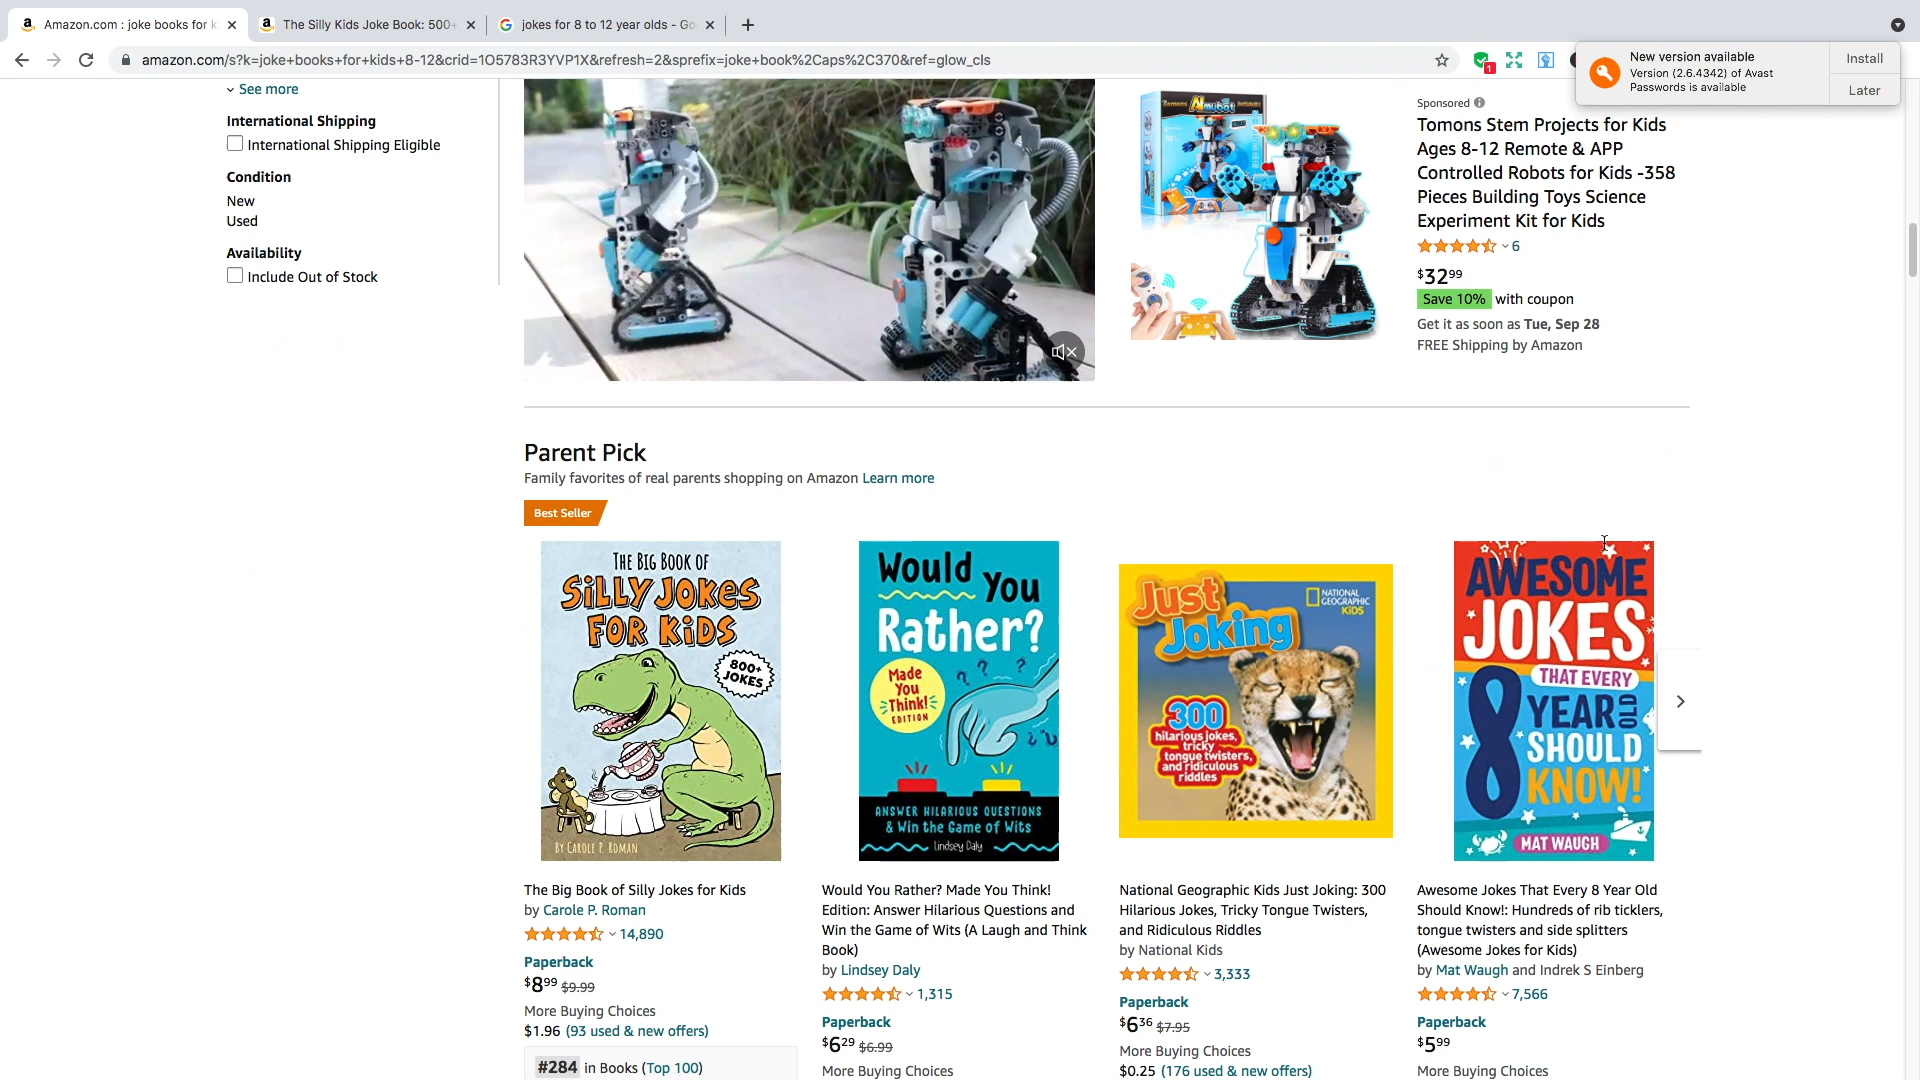 Amazon.com : joke books for k
The Silly Kids Joke Book: 500+
jokes for 8 to 12 year olds - Go
amazon.com/s?k=joke+books+for+kids+8-12&crid=1O5783R3YVP1X&refresh=2&sprefix=joke+book%2Caps%2C370&ref=glow_cls
1
New version available
Version (2.6.4342) of Avast
Passwords is available
Install
Later
See more
International Shipping
International Shipping Eligible
Condition
New
Used
Availability
Include Out of Stock
Sponsored
Tomons Stem Projects for Kids
Ages 8-12 Remote & APP
Controlled Robots for Kids -358
Pieces Building Toys Science
Experiment Kit for Kids
6
$32.99
Save 10% with coupon
Get it as soon as Tue, Sep 28
FREE Shipping by Amazon
Parent Pick
Family favorites of real parents shopping on Amazon Learn more
Best Seller
THE BIG BOOK OF
SILLY JOKES
FOR KIDS
800+
JOKES
BY CAROLE P. ROMAN
Would You
Rather?
Made
You
Think!
EDITION
ANSWER HILARIOUS QUESTIONS
& Win the Game of Wits
Lindsey Daly
NATIONAL
GEOGRAPHIC
KiDS
Just
Joking
300
hilarious jokes,
tricky
tongue twisters,
and ridiculous
riddles
AWESOME
JOKES
THAT EVERY
8 YEAR OLD
SHOULD
KNOW!
MAT WAUGH
The Big Book of Silly Jokes for Kids
by Carole P. Roman
14,890
Paperback
$8.99 $9.99
More Buying Choices
$1.96 (93 used & new offers)
#284 in Books (Top 100)
Would You Rather? Made You Think!
Edition: Answer Hilarious Questions and
Win the Game of Wits (A Laugh and Think
Book)
by Lindsey Daly
1,315
Paperback
$6.29 $6.99
More Buying Choices
National Geographic Kids Just Joking: 300
Hilarious Jokes, Tricky Tongue Twisters,
and Ridiculous Riddles
by National Kids
3,333
Paperback
$6.36 $7.95
More Buying Choices
$0.25 (176 used & new offers)
Awesome Jokes That Every 8 Year Old
Should Know!: Hundreds of rib ticklers,
tongue twisters and side splitters
(Awesome Jokes for Kids)
by Mat Waugh and Indrek S Einberg
7,566
Paperback
$5.99
More Buying Choices